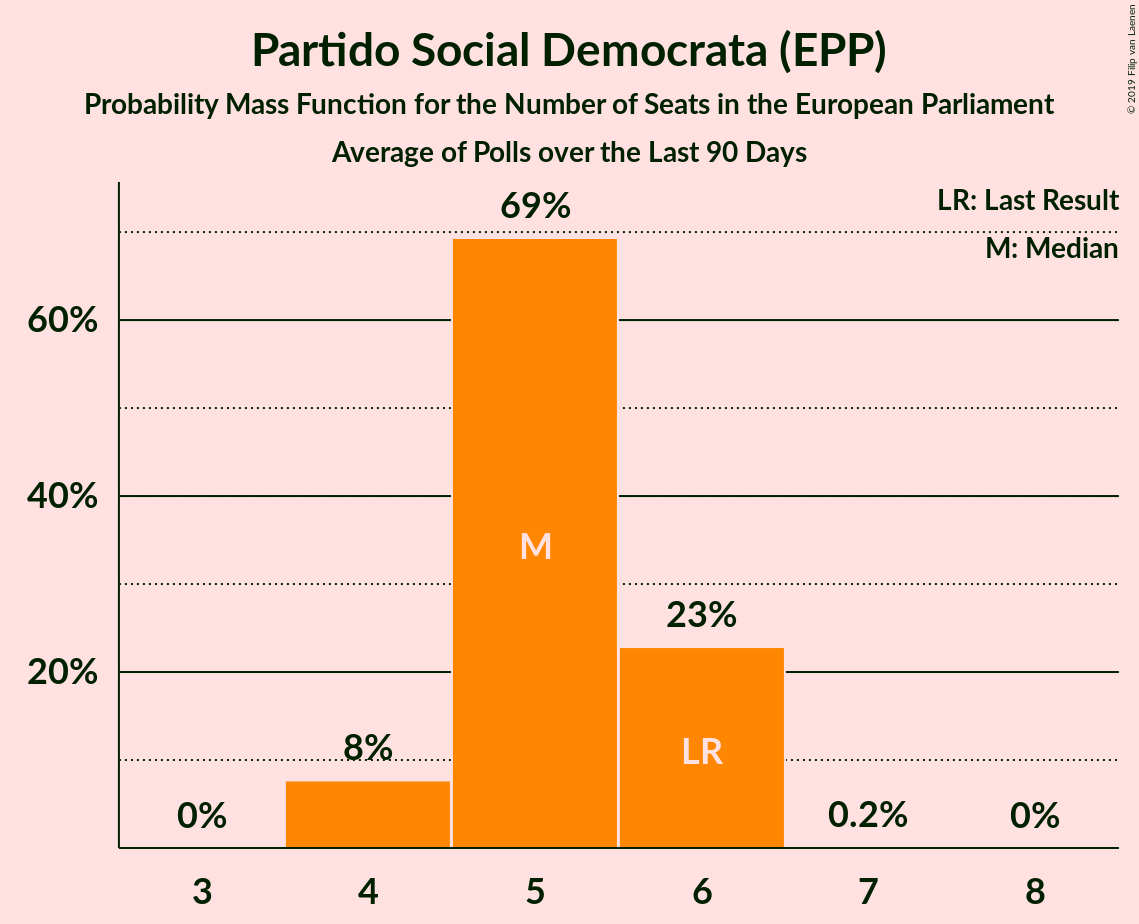 Partido Social Democrata (EPP)
Probability Mass Function for the Number of Seats in the European Parliament
Average of Polls over the Last 90 Days
© 2019 Filip van Laenen
LR: Last Result
M: Median
60%
40%
20%
0%
8%
69%
M
23%
LR
0.2%
0%
3 4 5 6 7 8